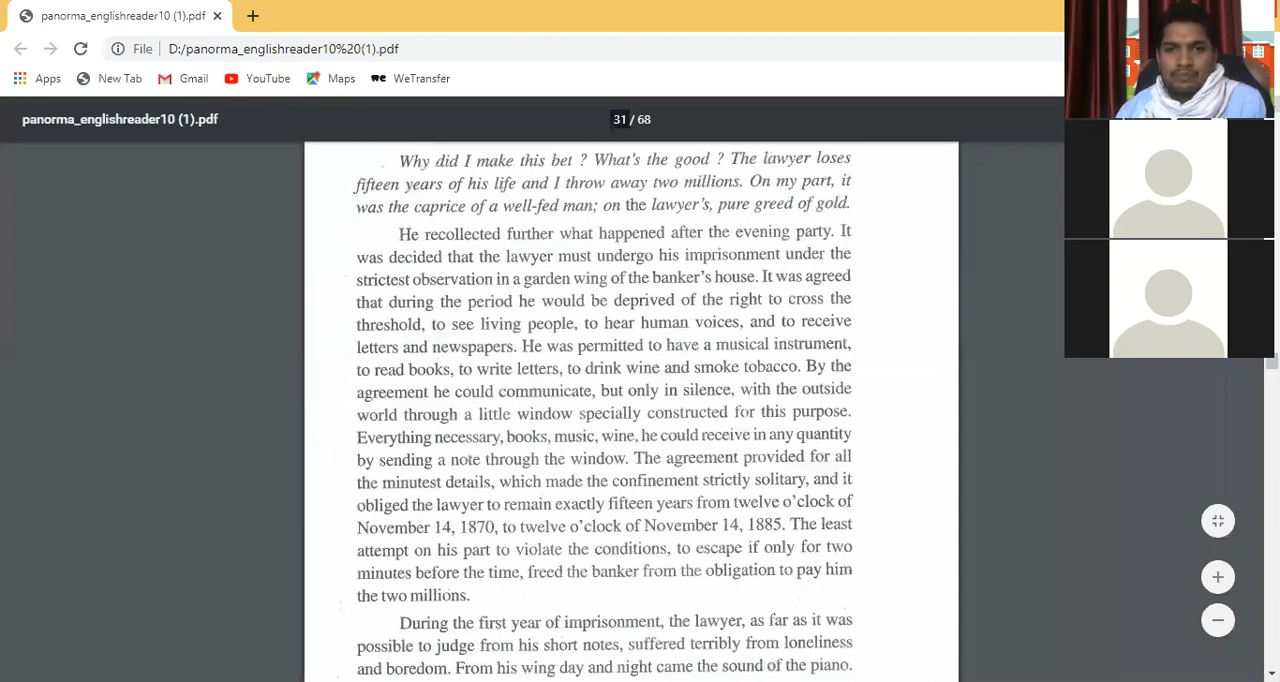 panorma_englishreader10 (1).pdf
File
D:/panorma_englishreader10%20(1).pdf
Apps
New Tab
Gmail
YouTube
Maps
we WeTransfer
panorma_englishreader10 (1).pdf
31 / 68
Why did I make this bet ? What's the good ? The lawyer loses
fifteen years of his life and I throw away two millions. On my part, it
was the caprice of a well-fed man; on the lawyer's, pure greed of gold.
He recollected further what happened after the evening party. It
was decided that the lawyer must undergo his imprisonment under the
strictest observation in a garden wing of the banker's house. It was agreed
that during the period he would be deprived of the right to cross the
threshold, to see living people, to hear human voices, and to receive
letters and newspapers. He was permitted to have a musical instrument,
to read books, to write letters, to drink wine and smoke tobacco. By the
agreement he could communicate, but only in silence, with the outside
world through a little window specially constructed for this purpose.
Everything necessary, books, music, wine, he could receive in any quantity
by sending a note through the window. The agreement provided for all
the minutest details, which made the confinement strictly solitary, and it
obliged the lawyer to remain exactly fifteen years from twelve o'clock of
November 14, 1870, to twelve o'clock of November 14, 1885. The least
attempt on his part to violate the conditions, to escape if only for two
minutes before the time, freed the banker from the obligation to pay him
the two millions.
During the first year of imprisonment, the lawyer, as far as it was
possible to judge from his short notes, suffered terribly from loneliness
and boredom. From his wing day and night came the sound of the piano.